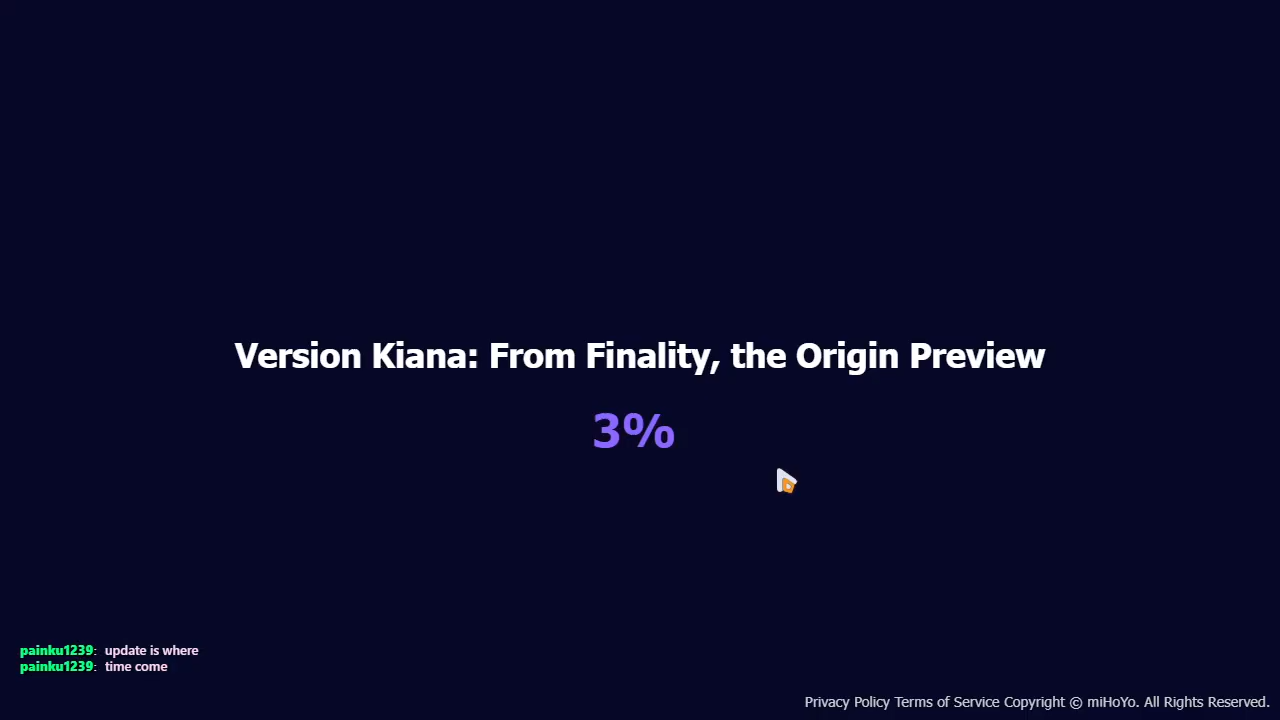 Version Kiana: From Finality, the Origin Preview
3%
painku1239: update is where
painku1239: time come
Privacy Policy Terms of Service Copyright © miHoYo. All Rights Reserved.